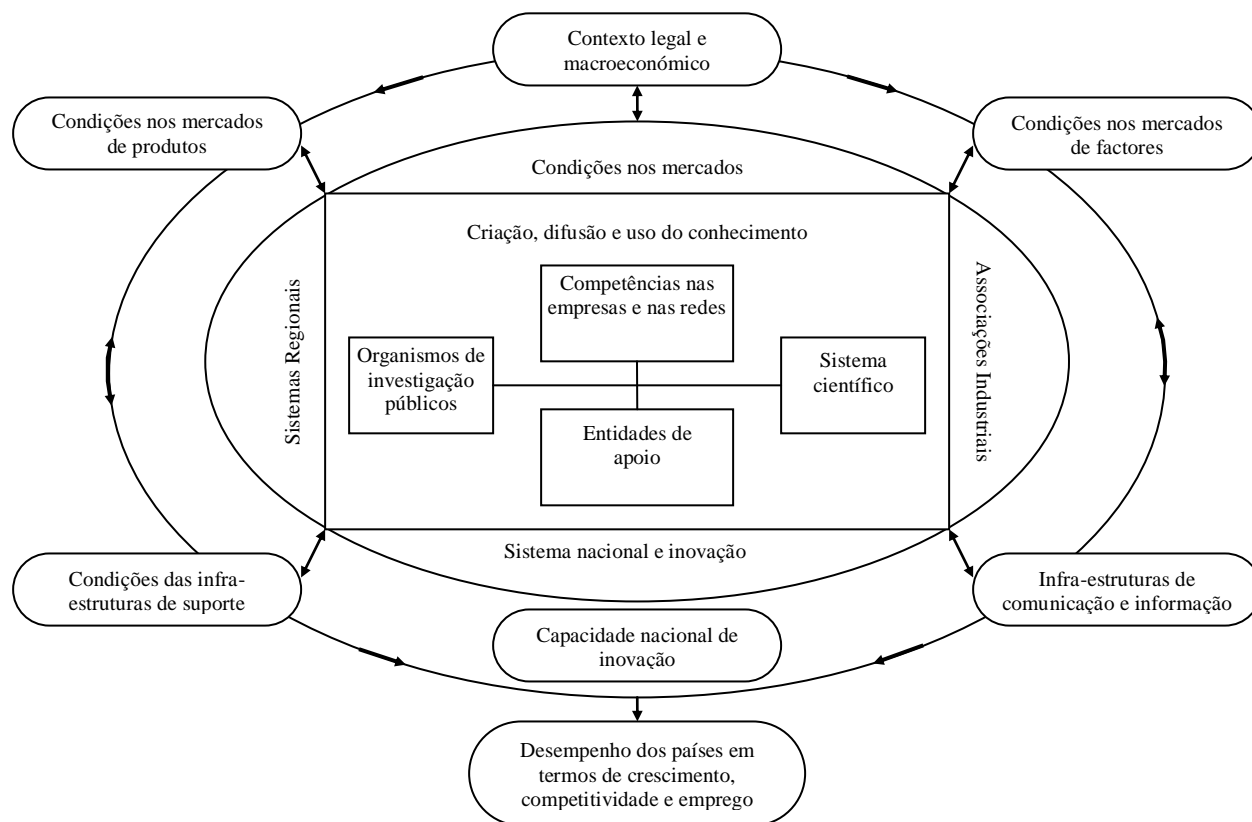 Contexto legal e
macroeconómico
Condições nos mercados
de produtos
Condições nos mercados
de factores
Condições nos mercados
Criação, difusão e uso do conhecimento
Competências nas
empresas e nas redes
Sistemas Regionais
Organismos de
investigação
públicos
Sistema
científico
Associações Industriais
Entidades de
apoio
Sistema nacional e inovação
Condições das infra-
estruturas de suporte
Infra-estruturas de
comunicação e informação
Capacidade nacional de
inovação
Desempenho dos países em
termos de crescimento,
competitividade e emprego